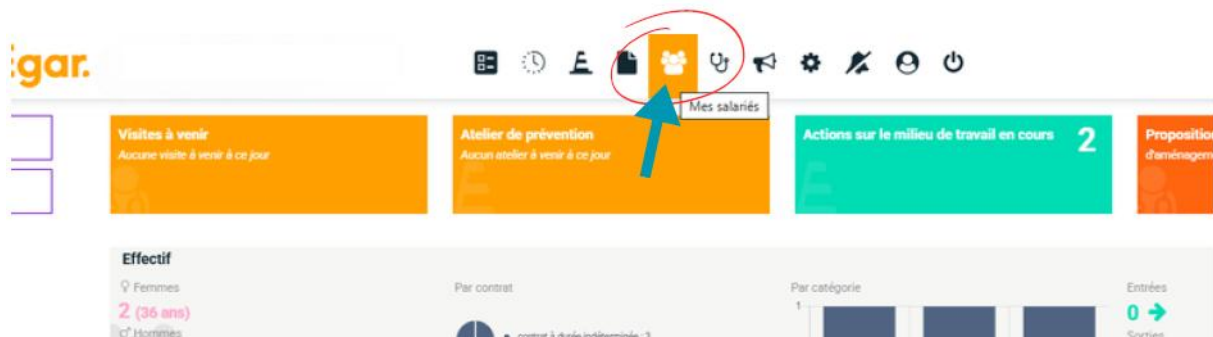 :gar.
Mes salariés
Visites à venir
Aucune visite à venir à ce jour
Atelier de prévention
Aucun atelier à venir à ce jour
Actions sur le milieu de travail en cours
2
Proposition
d'aménagem
Effectif
Femmes
2 (36 ans)
Hommes
Par contrat
contrat à durée indéterminée : 3
Par catégorie
1
Entrées
0
Sorties